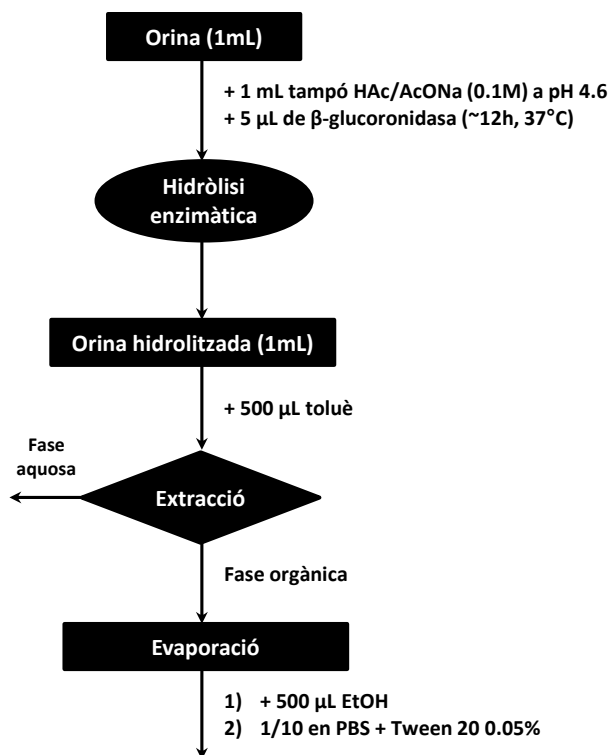 Orina (1mL)
+ 1 mL tampó HAc/AcONa (0.1M) a pH 4.6
+ 5 µL de β-glucoronidasa (~12h, 37°C)
Hidròlisi
enzimàtica
Orina hidrolitzada (1mL)
+ 500 µL toluè
Fase
aquosa
Extracció
Fase orgànica
Evaporació
1) + 500 µL EtOH
2) 1/10 en PBS + Tween 20 0.05%